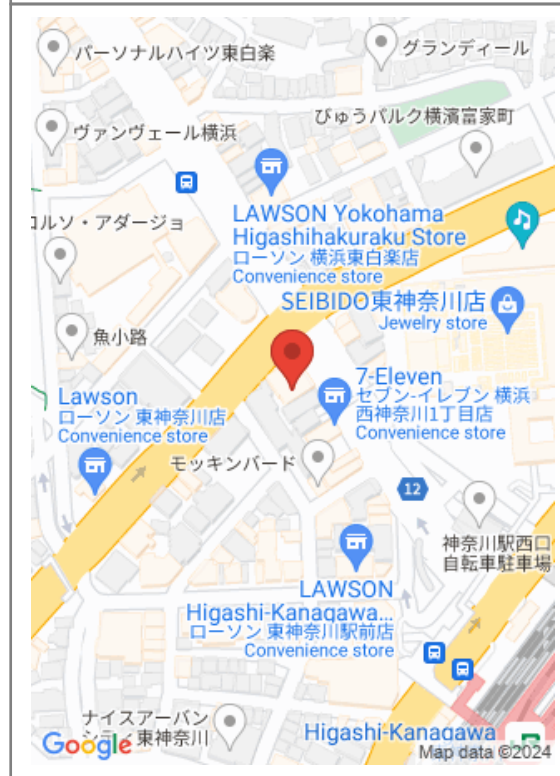 パーソナルハイツ東白楽
グランディール
びゅうパルク横濱富家町
ヴァンヴェール横浜
LAWSON Yokohama
Higashihakuraku Store
ローソン 横浜東白楽店
Convenience store
コルソ・アダージョ
SEIBIDO東神奈川店
Jewelry store
魚小路
7-Eleven
セブン-イレブン 横浜
西神奈川1丁目店
Convenience store
Lawson
ローソン 東神奈川店
Convenience store
モッキンバード
12
神奈川駅西口
自転車駐車場
LAWSON
Higashi-Kanagawa...
ローソン 東神奈川駅前店
Convenience store
ナイスアーバン
シティ東神奈川
Higashi-Kanagawa
Google
Map data ©2024